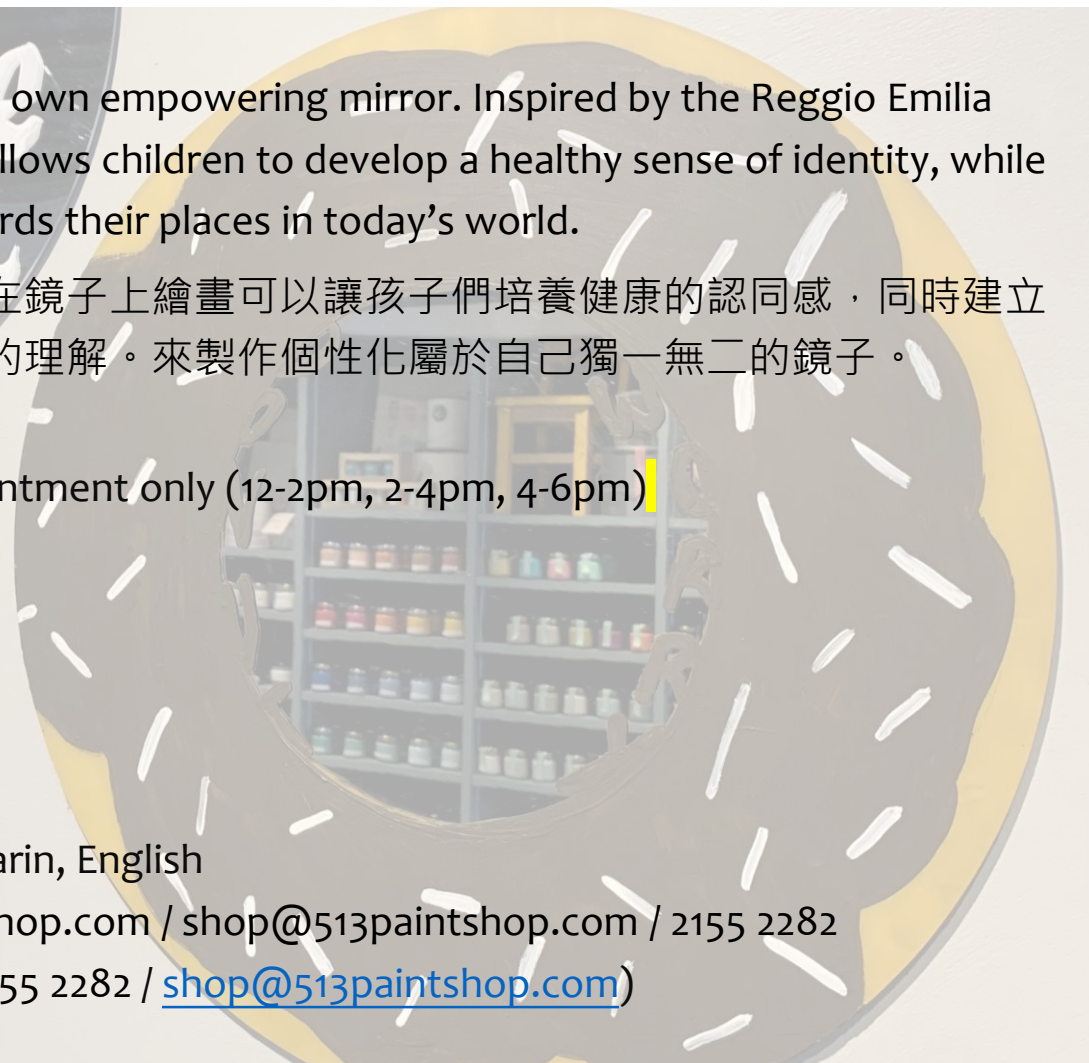 own empowering mirror. Inspired by the Reggio Emilia
llows children to develop a healthy sense of identity, while
rds their places in today’s world.
在鏡子上繪畫可以讓孩子們培養健康的認同感，同時建立
的理解。來製作個性化屬於自己獨一無二的鏡子。
ntment only (12-2pm, 2-4pm, 4-6pm)
arin, English
hop.com / shop@513paintshop.com / 2155 2282
55 2282 / shop@513paintshop.com)